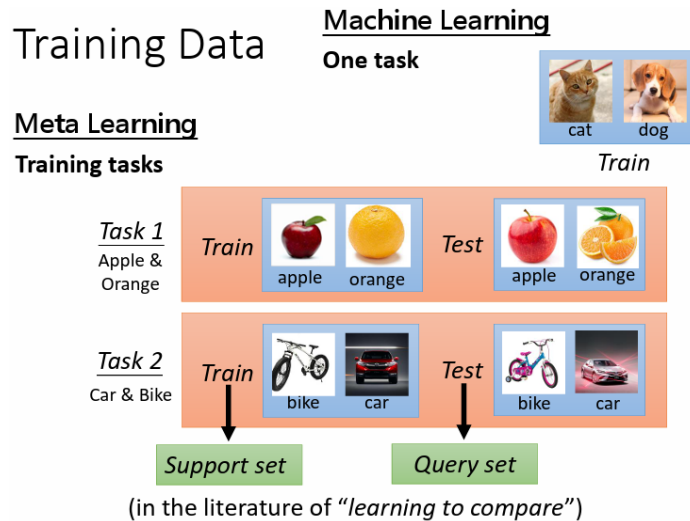 Training Data
Machine Learning
One task
cat dog
Train
Meta Learning
Training tasks
Task 1
Apple &
Orange
Train
apple orange
Test
apple orange
Task 2
Car & Bike
Train
bike car
Test
bike car
Support set
Query set
(in the literature of “learning to compare”)